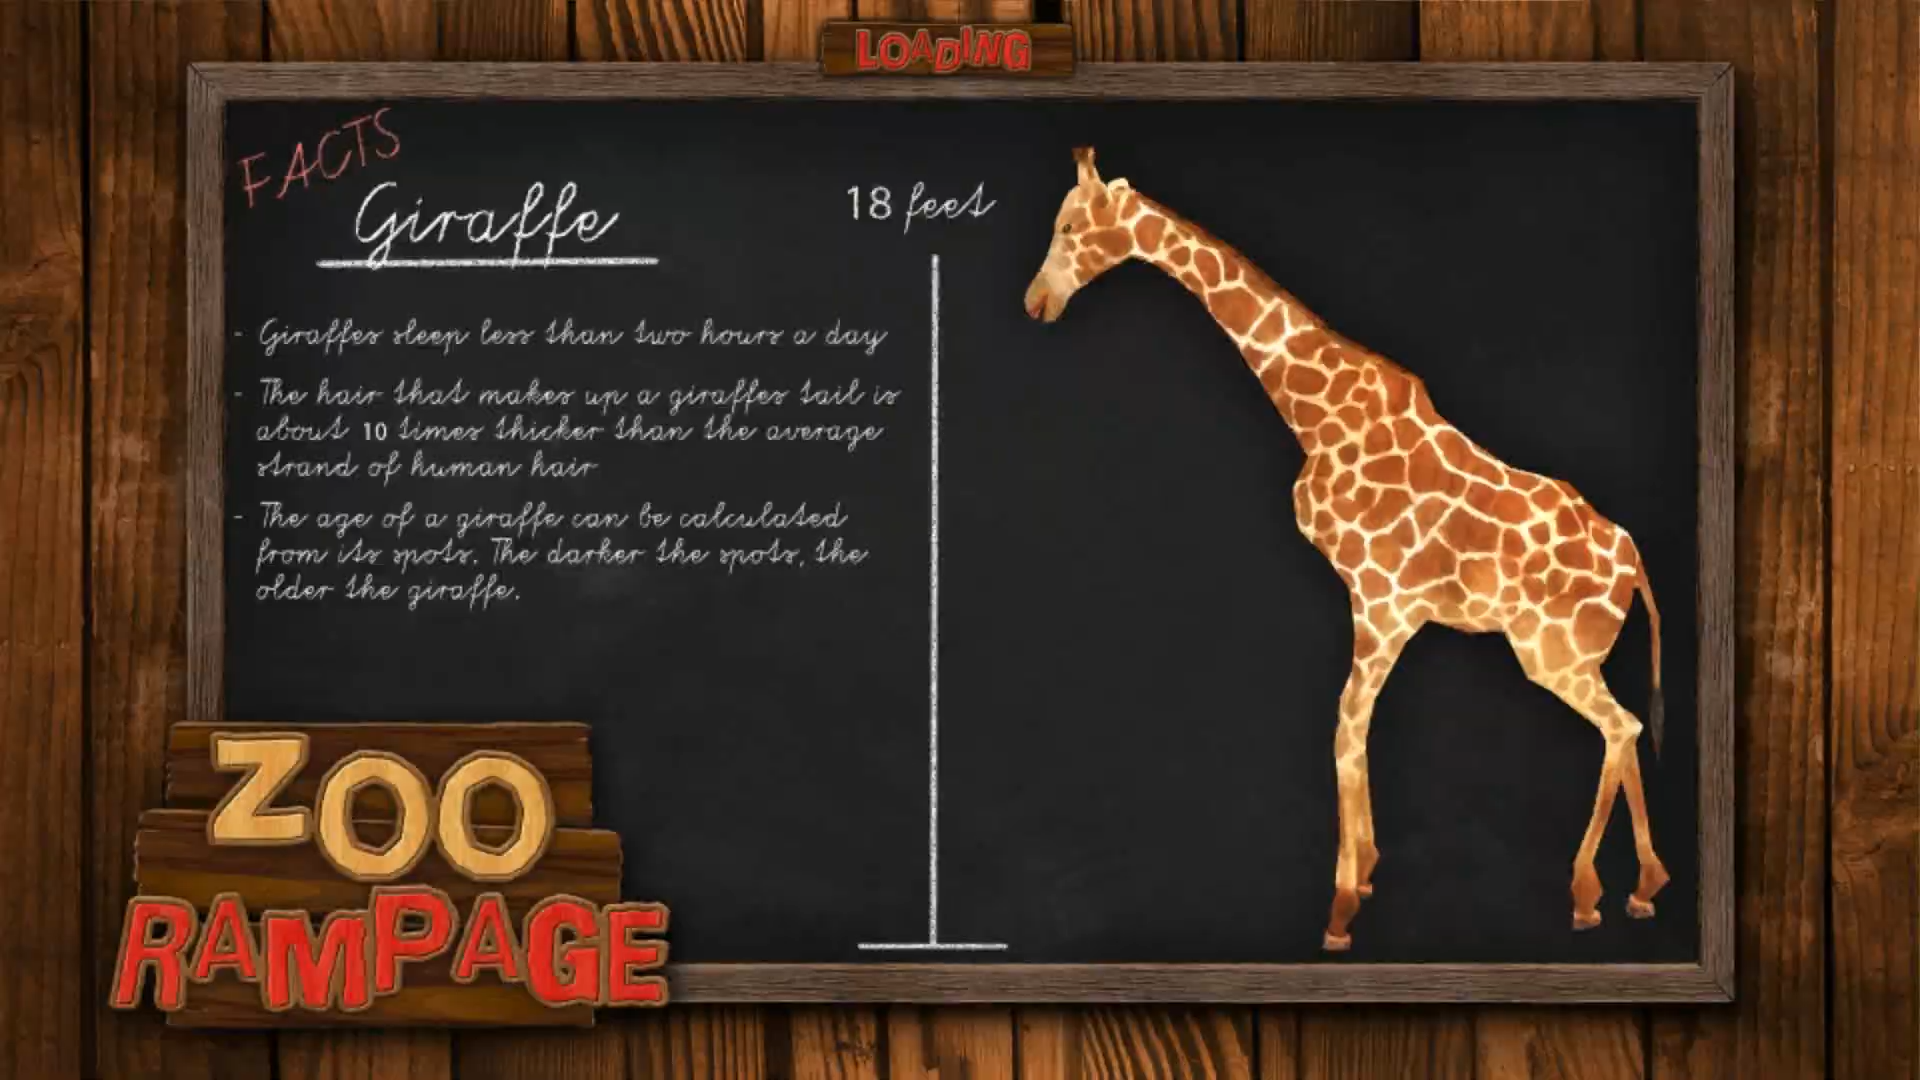 LOADING
FACTS
Giraffe
18 feet
- Giraffes sleep less than two hours a day
- The hair that makes up a giraffes tail is
about 10 times thicker than the average
strand of human hair
- The age of a giraffe can be calculated
from its spots. The darker the spots, the
older the giraffe.
ZOO
RAMPAGE